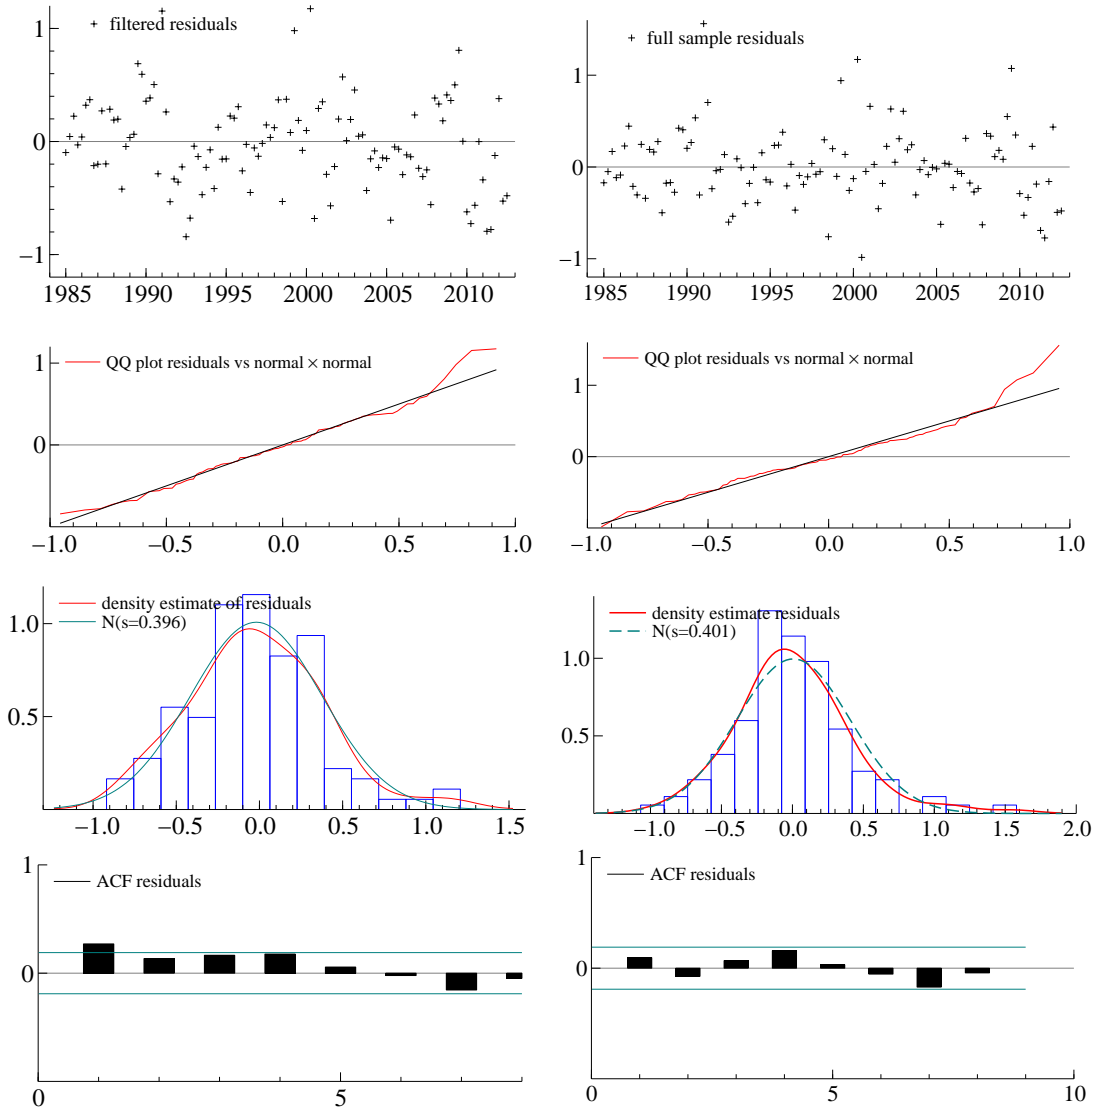 1
filtered residuals
0
−1
1985 1990 1995 2000 2005 2010
full sample residuals
1
0
−1
1985 1990 1995 2000 2005 2010
1
QQ plot residuals vs normal × normal
0
−1.0 −0.5 0.0 0.5 1.0
QQ plot residuals vs normal × normal
1
0
−1.0 −0.5 0.0 0.5 1.0
density estimate of residuals
1.0
N(s=0.396)
0.5
−1.0 −0.5 0.0 0.5 1.0 1.5
density estimate residuals
N(s=0.401)
1.0
0.5
−1.0 −0.5 0.0 0.5 1.0 1.5 2.0
1
ACF residuals
0
0 5
1
ACF residuals
0
0 5 10